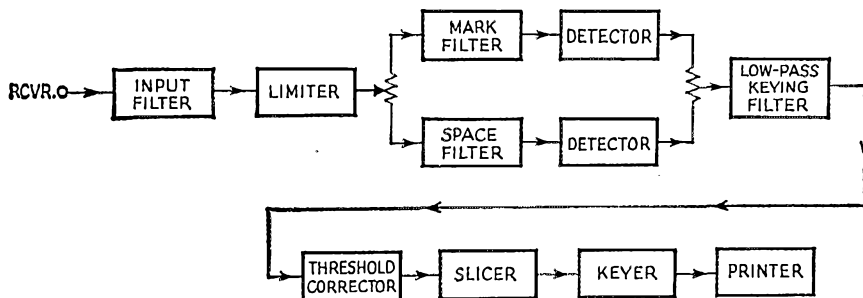 RCVR.
INPUT
FILTER
LIMITER
MARK
FILTER
DETECTOR
SPACE
FILTER
DETECTOR
LOW-PASS
KEYING
FILTER
THRESHOLD
CORRECTOR
SLICER
KEYER
PRINTER